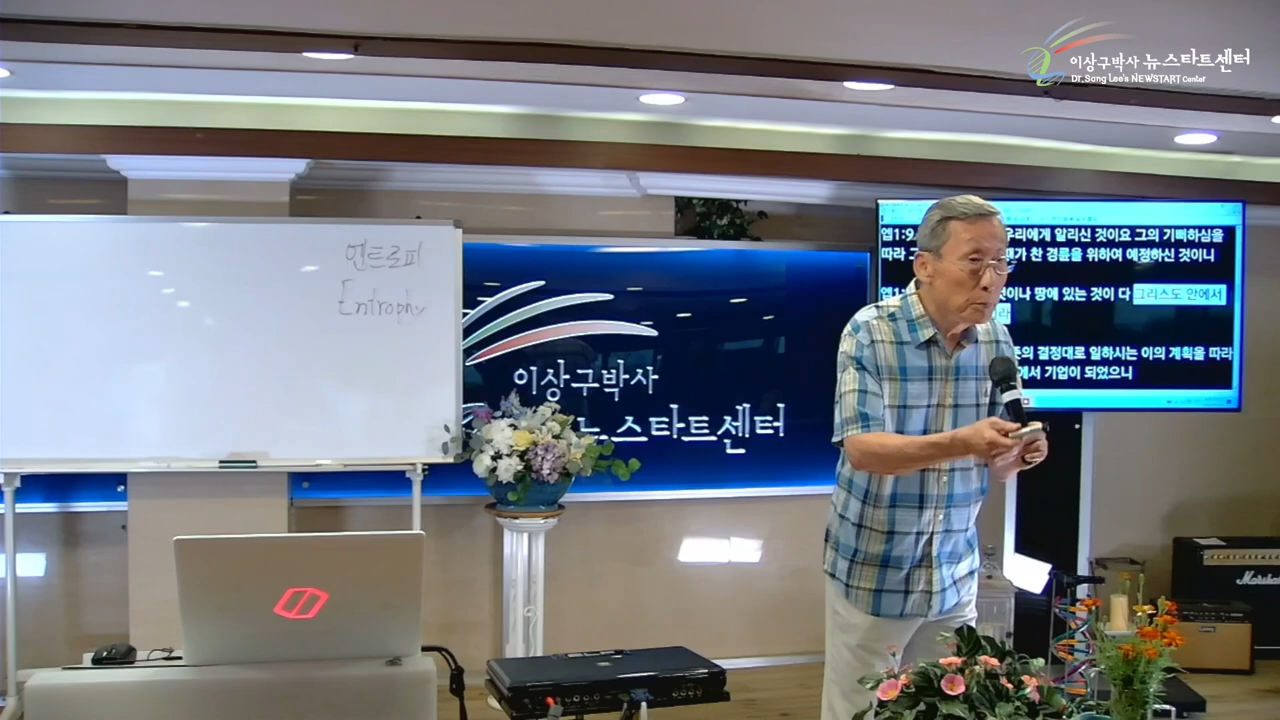 이상구박사 뉴스타트센터
Dr. Sang Lee's NEWSTART Center
엔트로피
Entrophy
이상구박사
뉴스타트센터
엡1:9 우리에게 알리신 것이요 그의 기뻐하심을
따라 찬 경륜을 위하여 예정하신 것이니
것이나 땅에 있는 것이 다 그리스도 안에서
결정대로 일하시는 이의 계획을 따라
에서 기업이 되었으니
Marshall